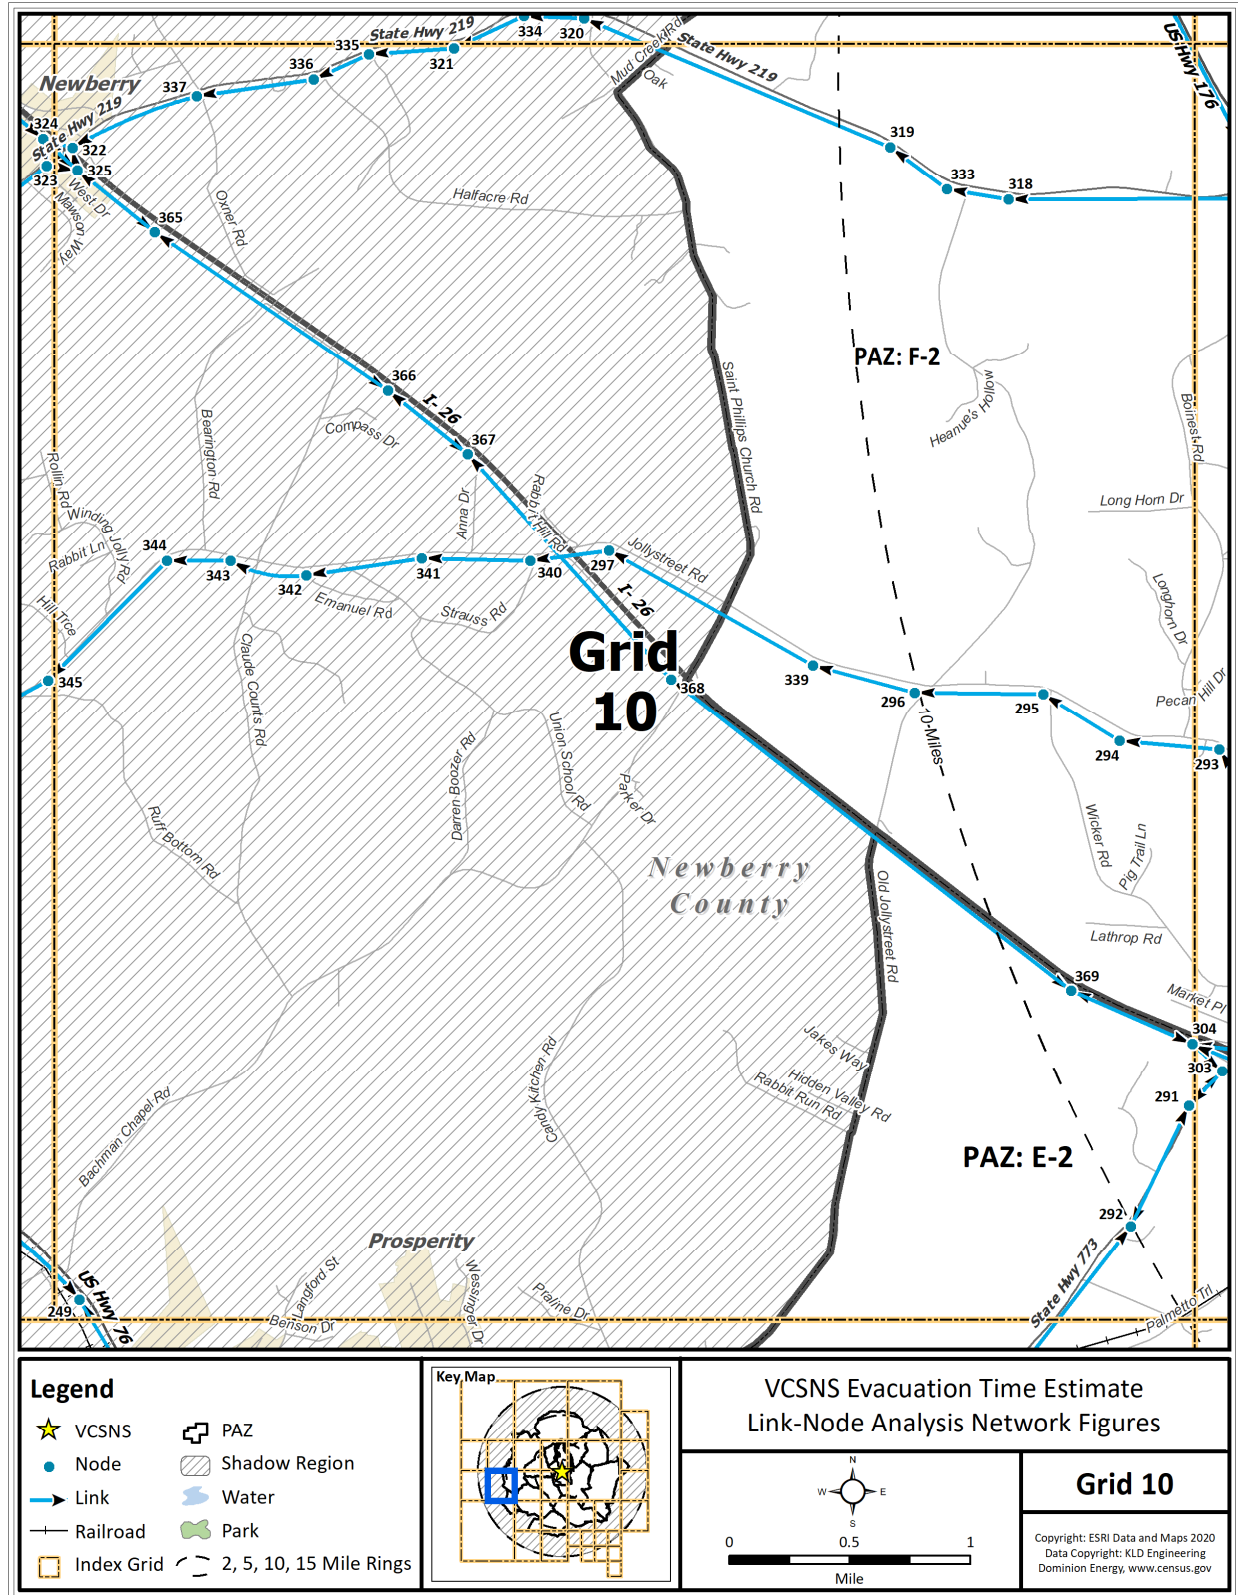 State Hwy 219
334
320
Mud Creek Rd
State Hwy 219
US Hwy 176
335
321
336
337
Oak
Newberry
324
State Hwy 219
322
323
325
West Dr
Mawson Way
319
333
318
365
Oxner Rd
Halfacre Rd
PAZ: F-2
366
I- 26
367
Saint Phillips Church Rd
Heanue's Hollow
Boinest Rd
Compass Dr
Bearington Rd
Rollin Rd
Winding Jolly Rd
Rabbit Ln
Anna Dr
Rabbit Hill Rd
Long Horn Dr
344
343
342
341
340
297
Jollystreet Rd
I- 26
Emanuel Rd
Strauss Rd
Hill Trce
Longhorn Dr
Grid
10
345
368
339
296
295
294
293
10-Miles
Pecan Hill Dr
Claude Counts Rd
Union School Rd
Darren Boozer Rd
Parker Dr
Ruff Bottom Rd
Wicker Rd
Pig Trail Ln
Newberry
County
Old Jollystreet Rd
Lathrop Rd
369
Market Pl
304
303
Jakes Way
Hidden Valley Rd
Rabbit Run Rd
Candy Kitchen Rd
Bachman Chapel Rd
291
PAZ: E-2
292
State Hwy 773
Palmetto Trl
Prosperity
249
US Hwy 76
Langford St
Benson Dr
Wessinger Dr
Prairie Dr
Legend
VCSNS
PAZ
Node
Shadow Region
Link
Water
Railroad
Park
Index Grid
2, 5, 10, 15 Mile Rings
Key Map
VCSNS Evacuation Time Estimate
Link-Node Analysis Network Figures
N
W
E
S
0
0.5
1
Mile
Grid 10
Copyright: ESRI Data and Maps 2020
Data Copyright: KLD Engineering
Dominion Energy, www.census.gov